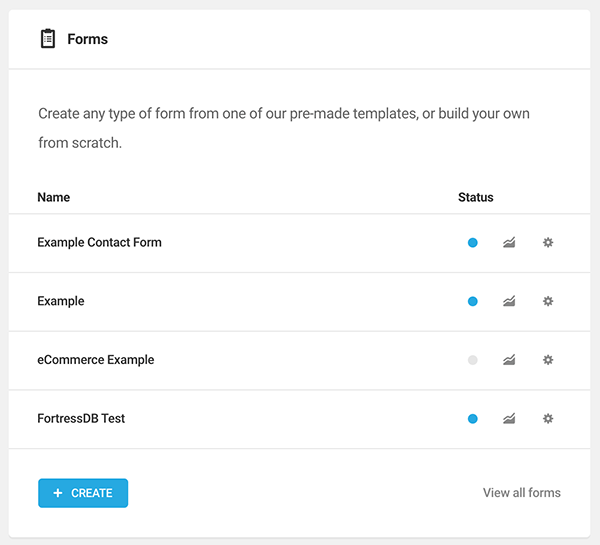 Forms
Create any type of form from one of our pre-made templates, or build your own
from scratch.
Name Status
Example Contact Form
Example
eCommerce Example
FortressDB Test
+ CREATE View all forms